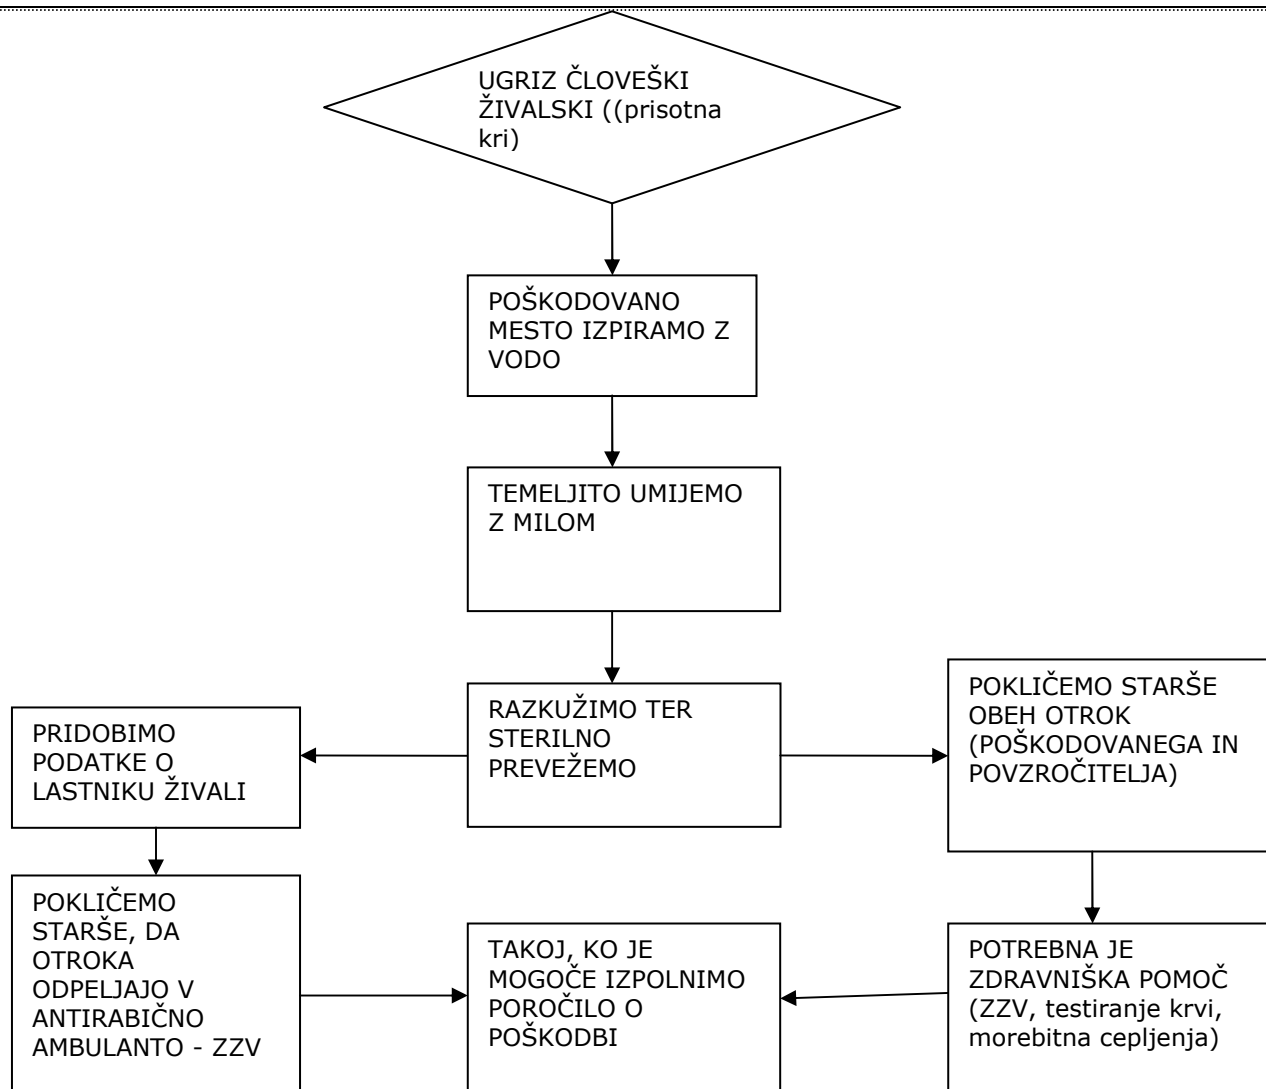 UGRIZ ČLOVEŠKI
ŽIVALSKI ((prisotna
kri)
POŠKODOVANO
MESTO IZPIRAMO Z
VODO
TEMELJITO UMIJEMO
Z MILOM
RAZKUŽIMO TER
STERILNO
PREVEŽEMO
PRIDOBIMO
PODATKE O
LASTNIKU ŽIVALI
POKLIČEMO
STARŠE, DA
OTROKA
ODPELJAJO V
ANTIRABIČNO
AMBULANTO - ZZV
POKLIČEMO STARŠE
OBEH OTROK
(POŠKODOVANEGA IN
POVZROČITELJA)
POTREBNA JE
ZDRAVNIŠKA POMOČ
(ZZV, testiranje krvi,
morebitna cepljenja)
TAKOJ, KO JE
MOGOČE IZPOLNIMO
POROČILO O
POŠKODBI